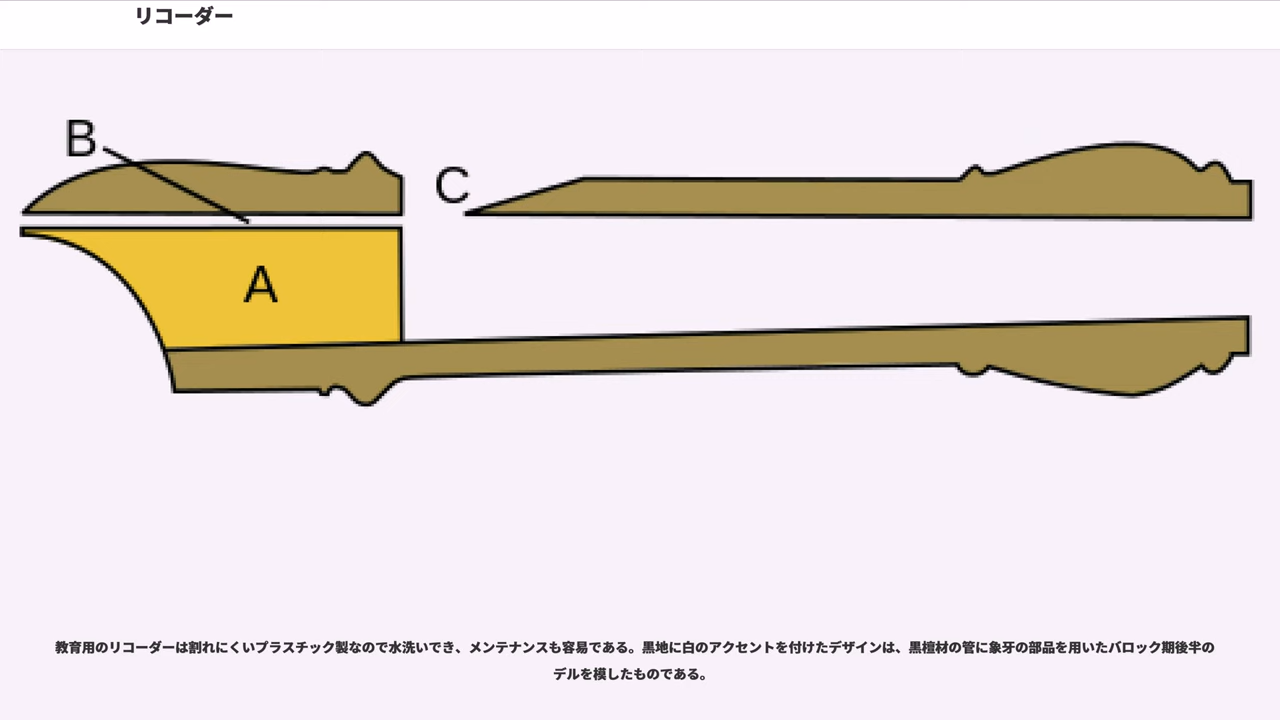 リコーダー
B
C
A
教育用のリコーダーは割れにくいプラスチック製なので水洗いでき、メンテナンスも容易である。黒地に白のアクセントを付けたデザインは、黒檀材の管に象牙の部品を用いたバロック期後半の
デルを模したものである。